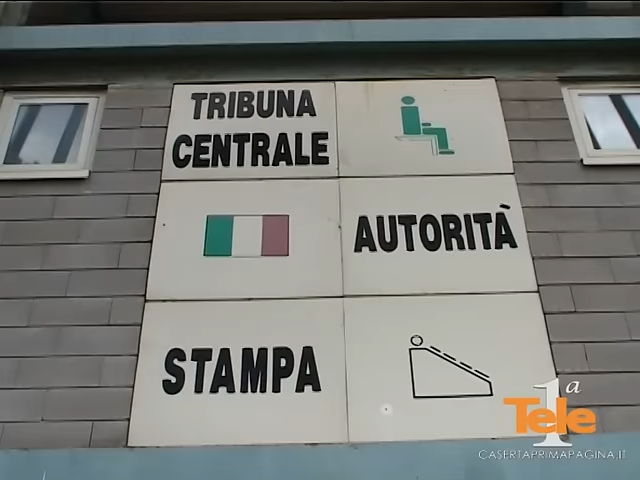 TRIBUNA
CENTRALE
AUTORITÀ
STAMPA
Tele 1a
CASERTAPRIMAPAGINA.IT